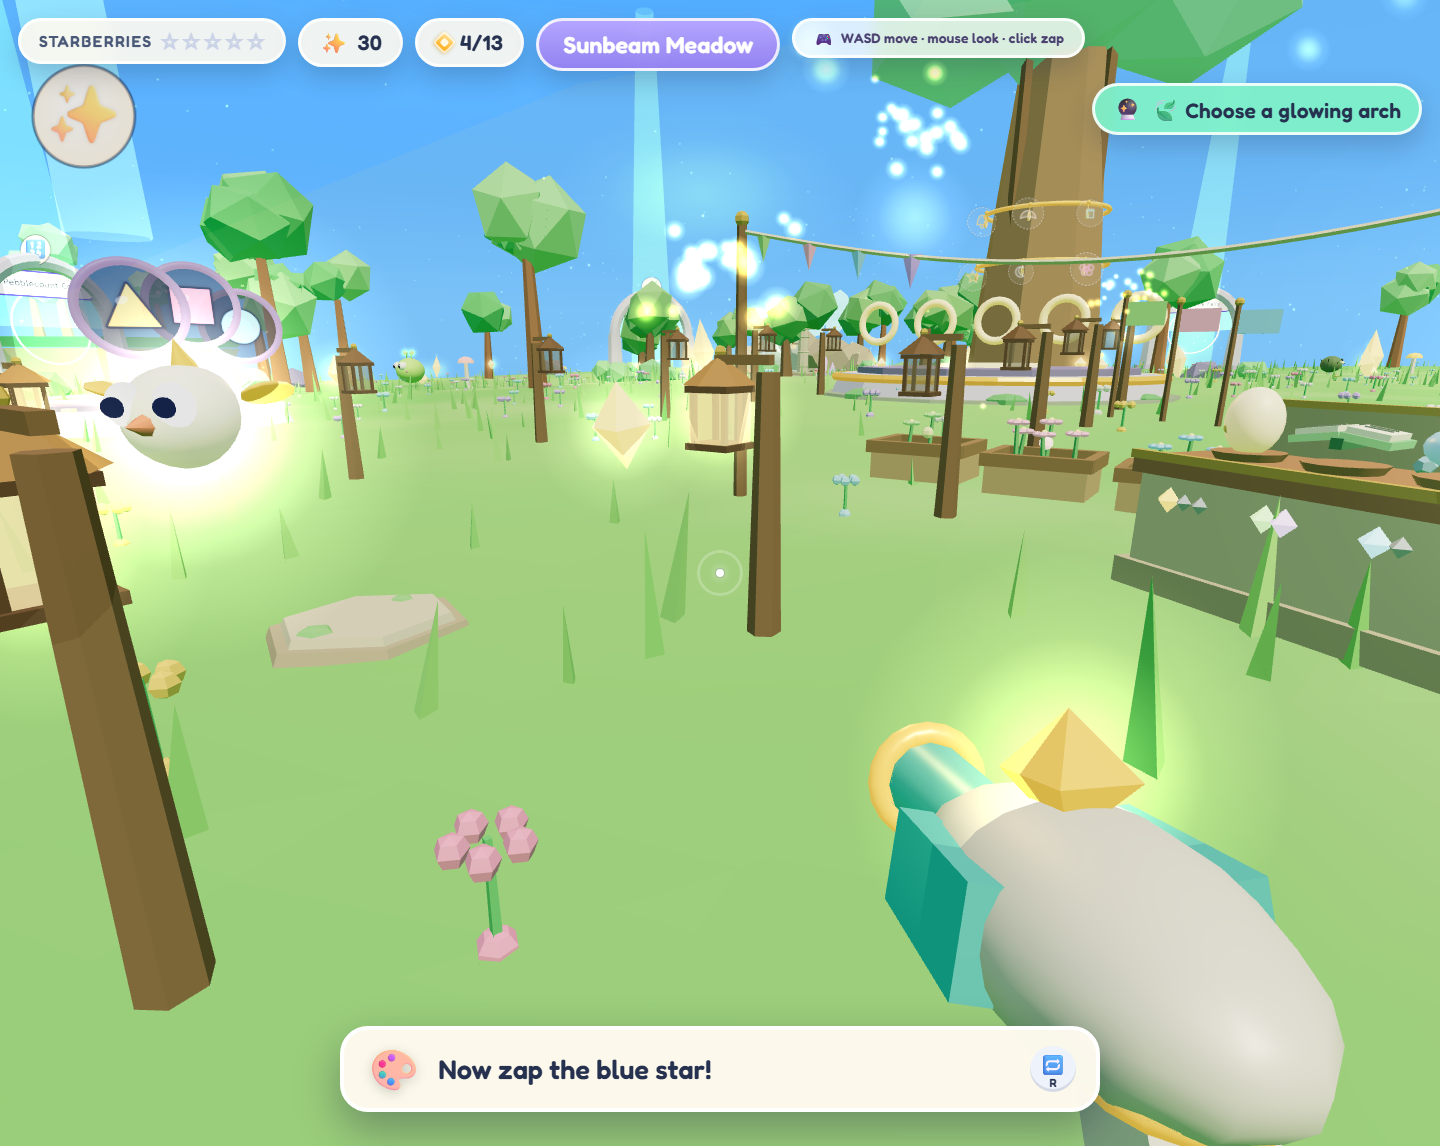 STARBERRIES
30
4/13
Sunbeam Meadow
WASD move · mouse look · click zap
Choose a glowing arch
Now zap the blue star!
R